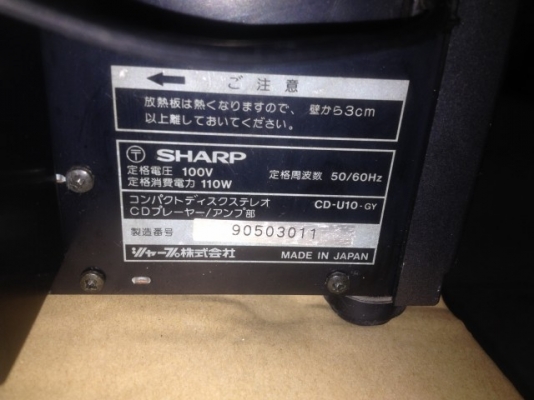 ご注意
放熱板は熱くなりますので、壁から3cm
以上離しておいてください。
〒 SHARP
定格電圧 100V 定格周波数 50/60Hz
定格消費電力 110W
コンパクトディスクステレオ CD-U10-GY
CDプレーヤー/アンプ部
製造番号 90503011
シャープ株式会社 MADE IN JAPAN